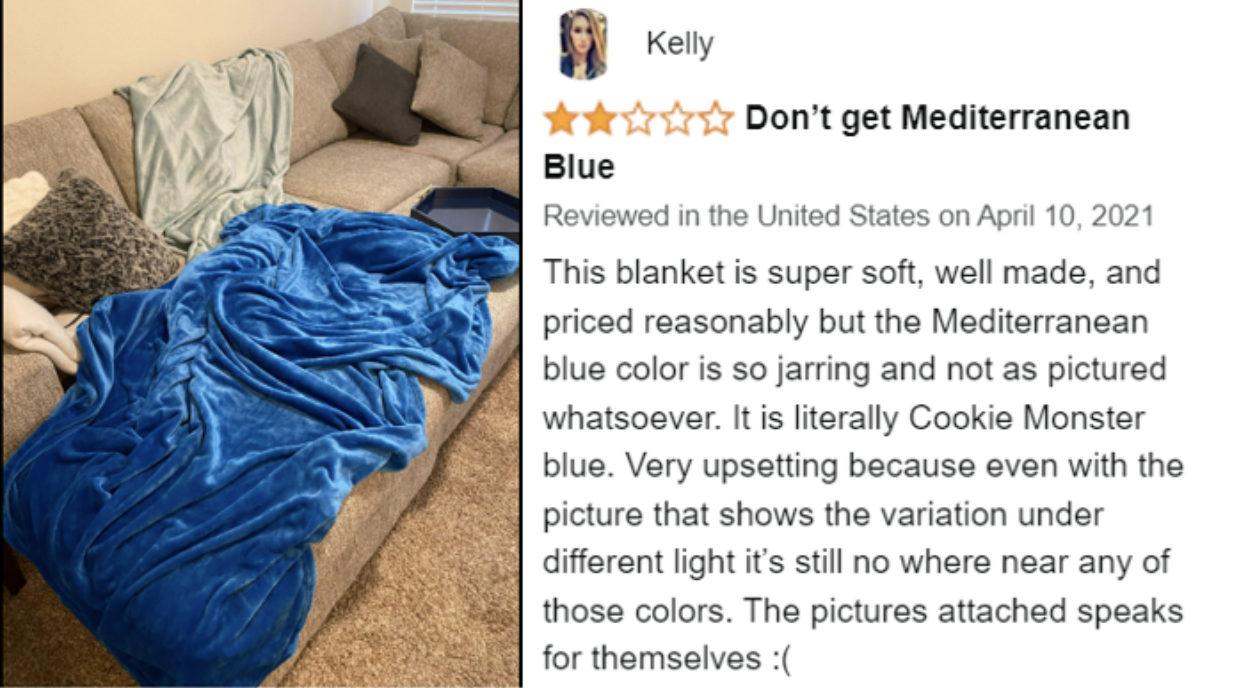 Kelly
Don’t get Mediterranean
Blue
Reviewed in the United States on April 10, 2021
This blanket is super soft, well made, and
priced reasonably but the Mediterranean
blue color is so jarring and not as pictured
whatsoever. It is literally Cookie Monster
blue. Very upsetting because even with the
picture that shows the variation under
different light it’s still no where near any of
those colors. The pictures attached speaks
for themselves :(